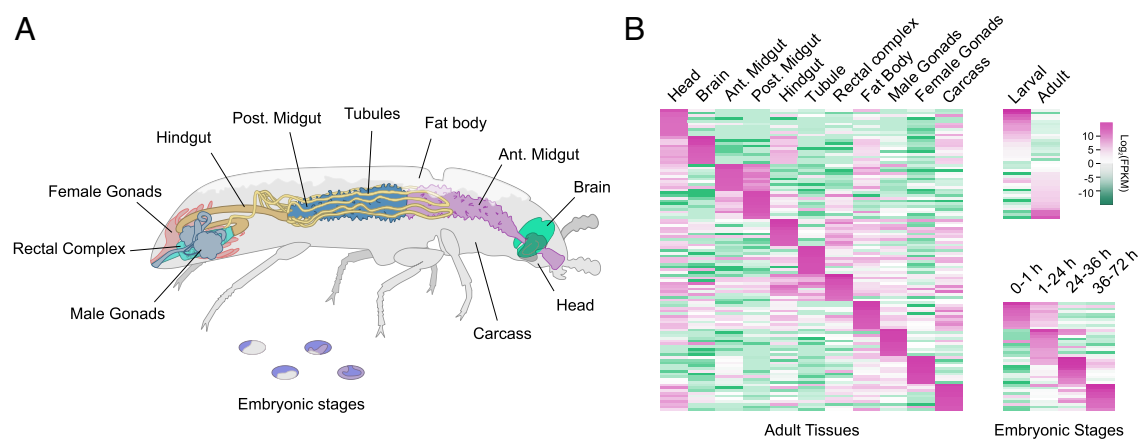 A
Post. Midgut
Tubules
Fat body
Hindgut
Ant. Midgut
Female Gonads
Brain
Rectal Complex
Male Gonads
Head
Carcass
Embryonic stages
B
Head
Brain
Ant. Midgut
Post. Midgut
Hindgut
Tubule
Rectal complex
Fat Body
Male Gonads
Female Gonads
Carcass
Adult Tissues
Larval
Adult
10
5
0
-5
-10
Log₂(FPKM)
0-1 h
1-24 h
24-36 h
36-72 h
Embryonic Stages